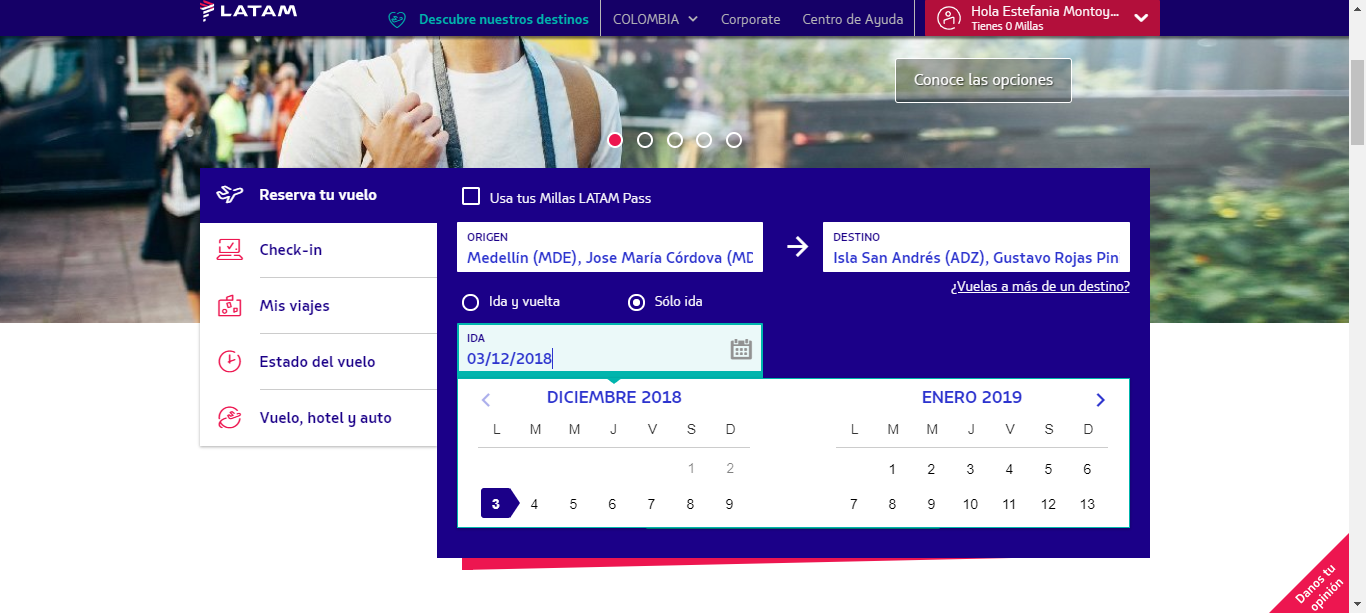 LATAM
Descubre nuestros destinos
COLOMBIA
Corporate
Centro de Ayuda
Hola Estefania Montoy...
Tienes 0 Millas
Conoce las opciones
Reserva tu vuelo
Check-in
Mis viajes
Estado del vuelo
Vuelo, hotel y auto
Usa tus Millas LATAM Pass
ORIGEN
Medellín (MDE), Jose María Córdova (MD
DESTINO
Isla San Andrés (ADZ), Gustavo Rojas Pin
¿Vuelas a más de un destino?
Ida y vuelta
Sólo ida
IDA
03/12/2018
DICIEMBRE 2018
L M M J V S D
1 2
3 4 5 6 7 8 9
ENERO 2019
L M M J V S D
1 2 3 4 5 6
7 8 9 10 11 12 13
Danos tu
opinión